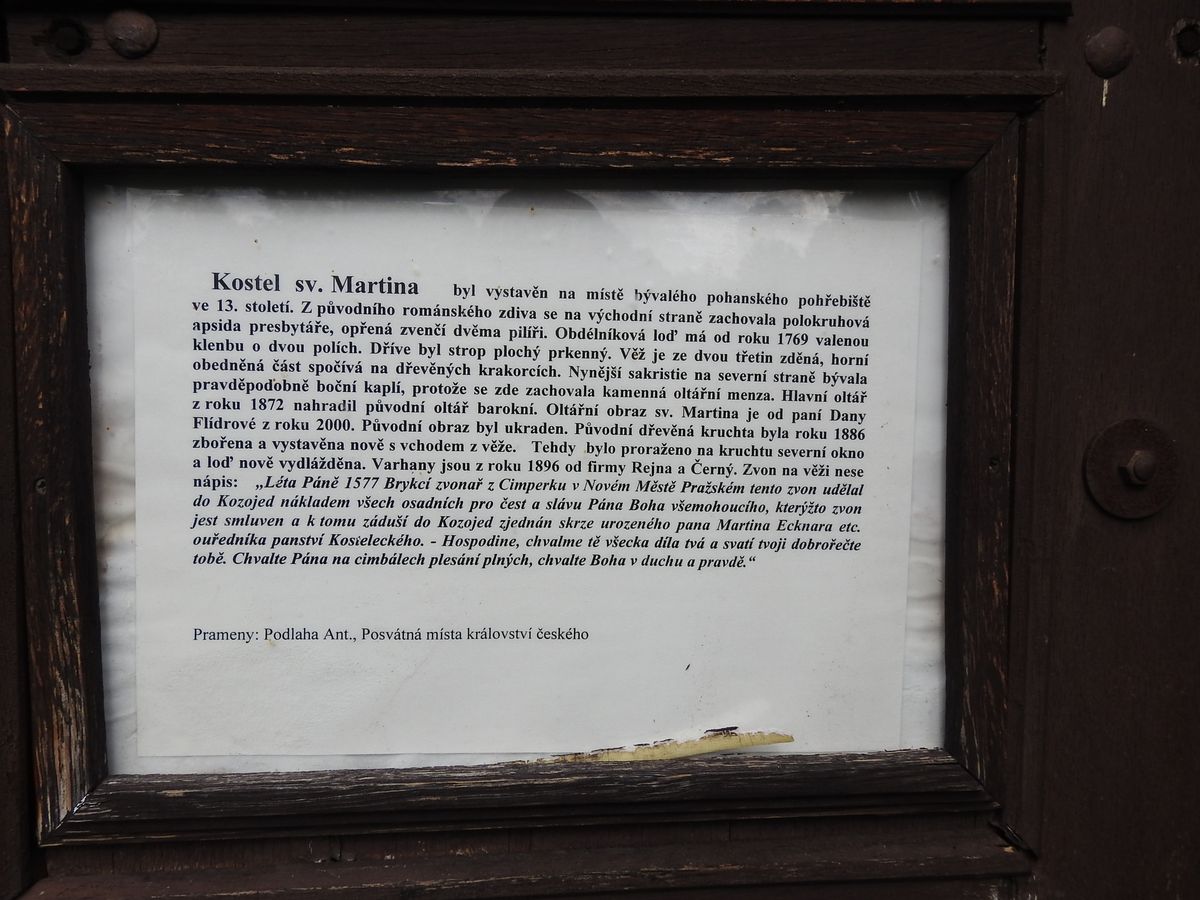 Kostel sv. Martina byl vystavěn na místě bývalého pohanského pohřebiště
ve 13. století. Z původního románského zdiva se na východní straně zachovala polokruhová
apsida presbytáře, opřená zvenčí dvěma pilíři. Obdélníková loď má od roku 1769 valenou
klenbu o dvou polích. Dříve byl strop plochý prkenný. Věž je ze dvou třetin zděná, horní
obedněná část spočívá na dřevěných krakorcích. Nynější sakristie na severní straně bývala
pravděpodobně boční kaplí, protože se zde zachovala kamenná oltářní menza. Hlavní oltář
z roku 1872 nahradil původní oltář barokní. Oltářní obraz sv. Martina je od paní Dany
Flídrové z roku 2000. Původní obraz byl ukraden. Původní dřevěná kruchta byla roku 1886
zbořena a vystavěna nově s vchodem z věže. Tehdy bylo proraženo na kruchtu severní okno
a loď nově vydlážděna. Varhany jsou z roku 1896 od firmy Rejna a Černý. Zvon na věži nese
nápis: „Léta Páně 1577 Brykcí zvonař z Cimperku v Novém Městě Pražském tento zvon udělal
do Kozojed nákladem všech osadních pro čest a slávu Pána Boha všemohoucího, kterýžto zvon
jest smluven a k tomu záduší do Kozojed zjednán skrze urozeného pana Martina Ecknara etc.
ouředníka panství Kosteleckého. - Hospodine, chvalme tě všecka díla tvá a svatí tvoji dobrořečte
tobě. Chvalte Pána na cimbálech plesání plných, chvalte Boha v duchu a pravdě.“
Prameny: Podlaha Ant., Posvátná místa království českého